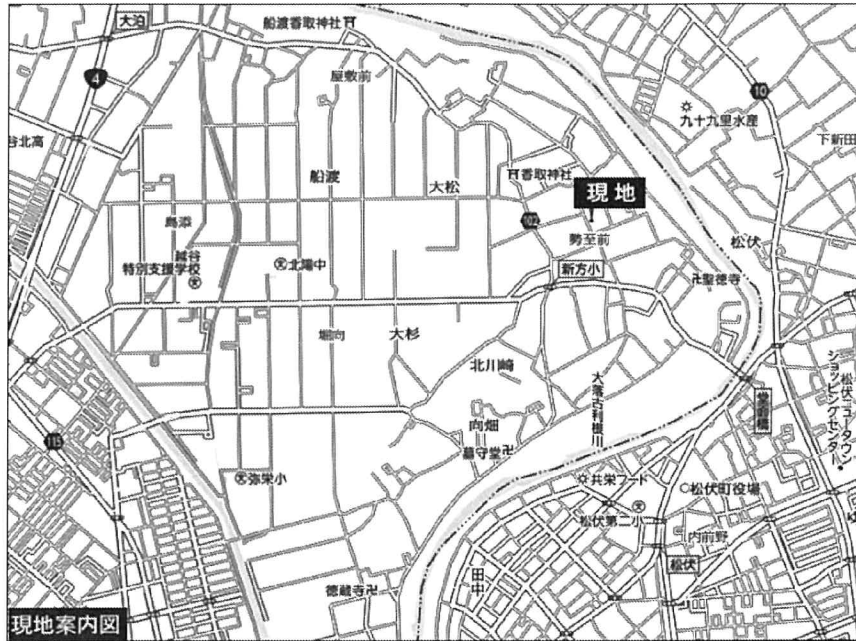 大泊
船渡香取神社
4
屋敷前
10
九十九里水産
谷北高
下新田
船渡
大松
香取神社
現地
102
勢至前
松伏
鳥添
越谷
特別支援学校
北陽中
新方小
聖徳寺
堀向
大杉
北川崎
大落古利根川
堂面橋
松伏ニュータウン
ショッピングセンター
115
向畑
墓守堂
弥栄小
共栄フード
松伏町役場
松伏第二小
内前野
松伏
田中
徳蔵寺
現地案内図